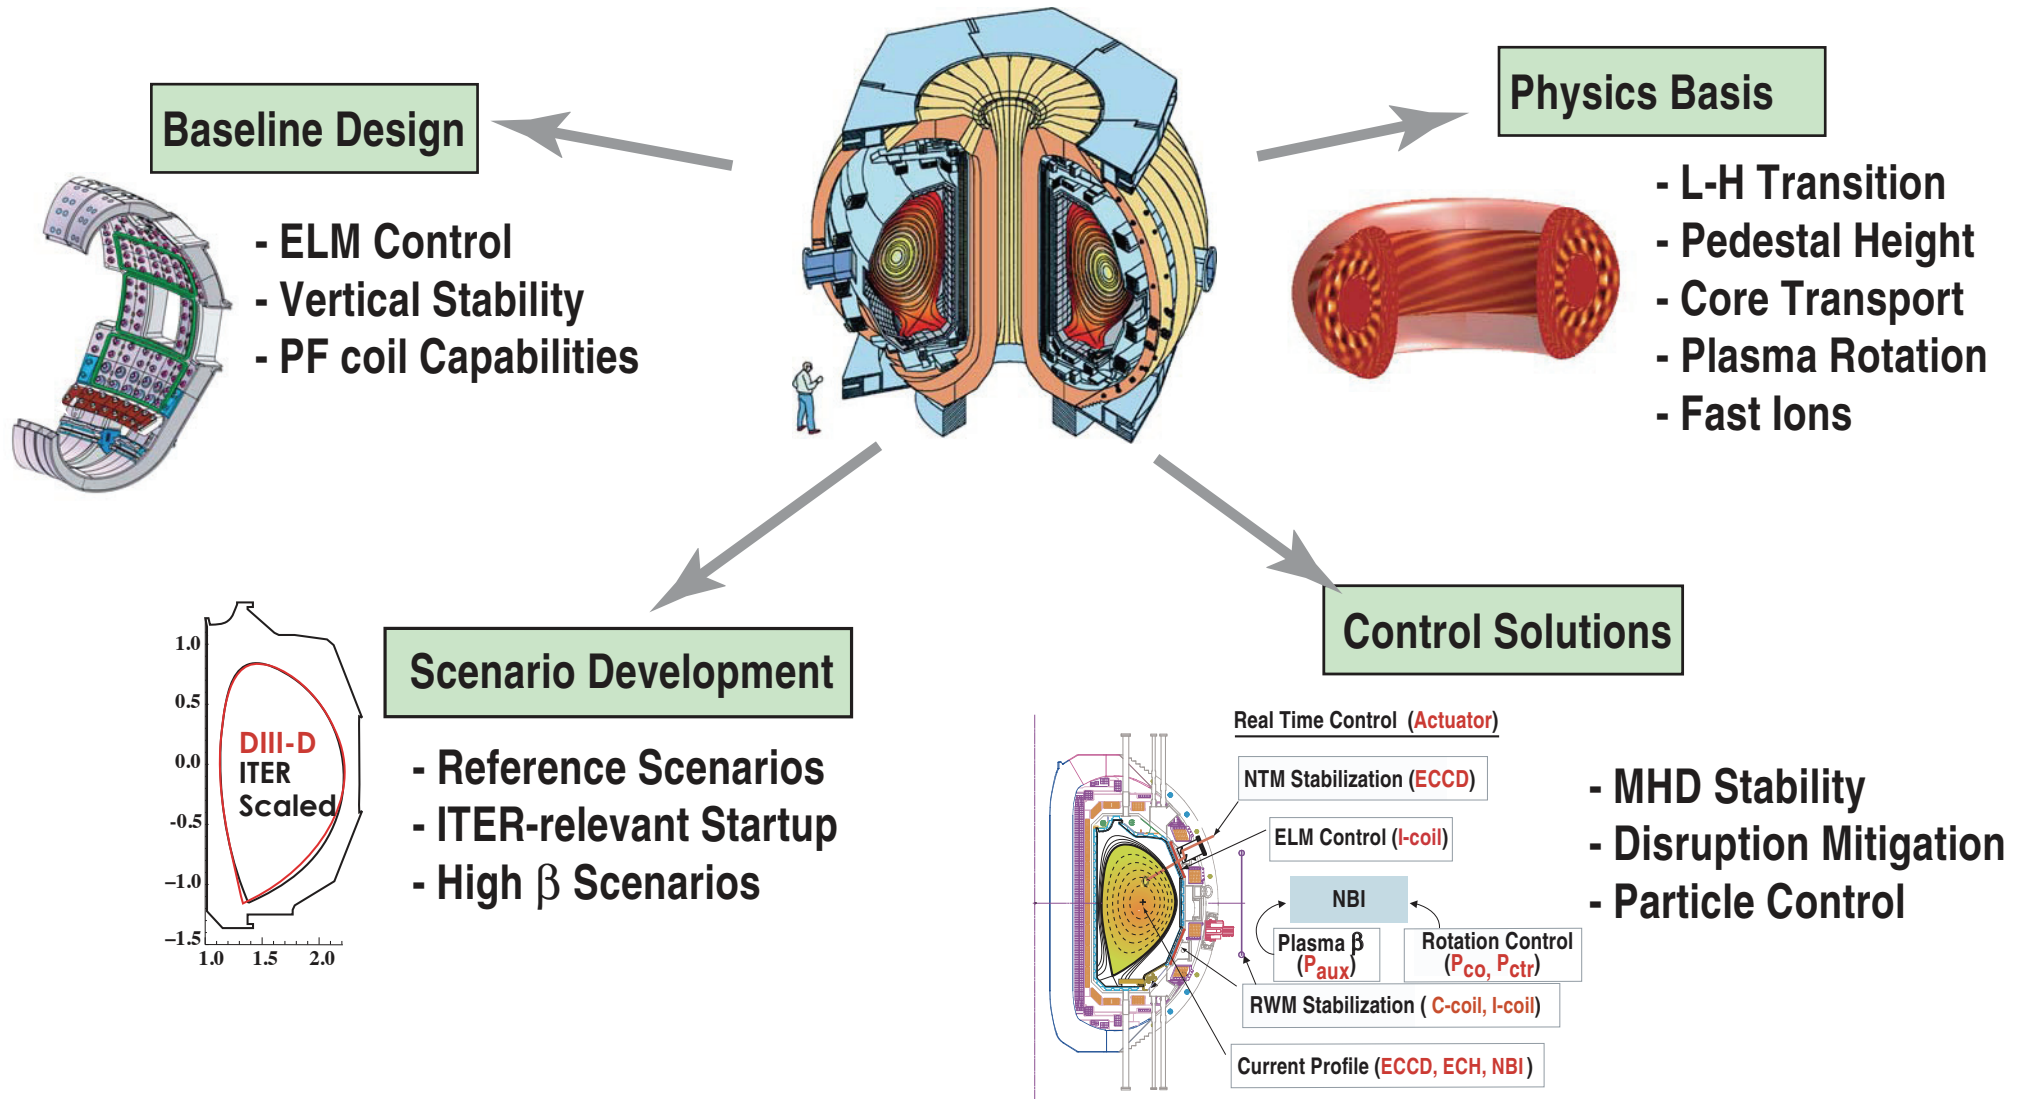 Baseline Design
- ELM Control
- Vertical Stability
- PF coil Capabilities
Physics Basis
- L-H Transition
- Pedestal Height
- Core Transport
- Plasma Rotation
- Fast Ions
Scenario Development
- Reference Scenarios
- ITER-relevant Startup
- High β Scenarios
1.0
0.5
0.0
-0.5
-1.0
-1.5
1.0 1.5 2.0
DIII-D
ITER
Scaled
Control Solutions
Real Time Control (Actuator)
NTM Stabilization (ECCD)
ELM Control (I-coil)
NBI
Plasma β
(Paux)
Rotation Control
(Pco, Pctr)
RWM Stabilization ( C-coil, I-coil)
Current Profile (ECCD, ECH, NBI )
- MHD Stability
- Disruption Mitigation
- Particle Control